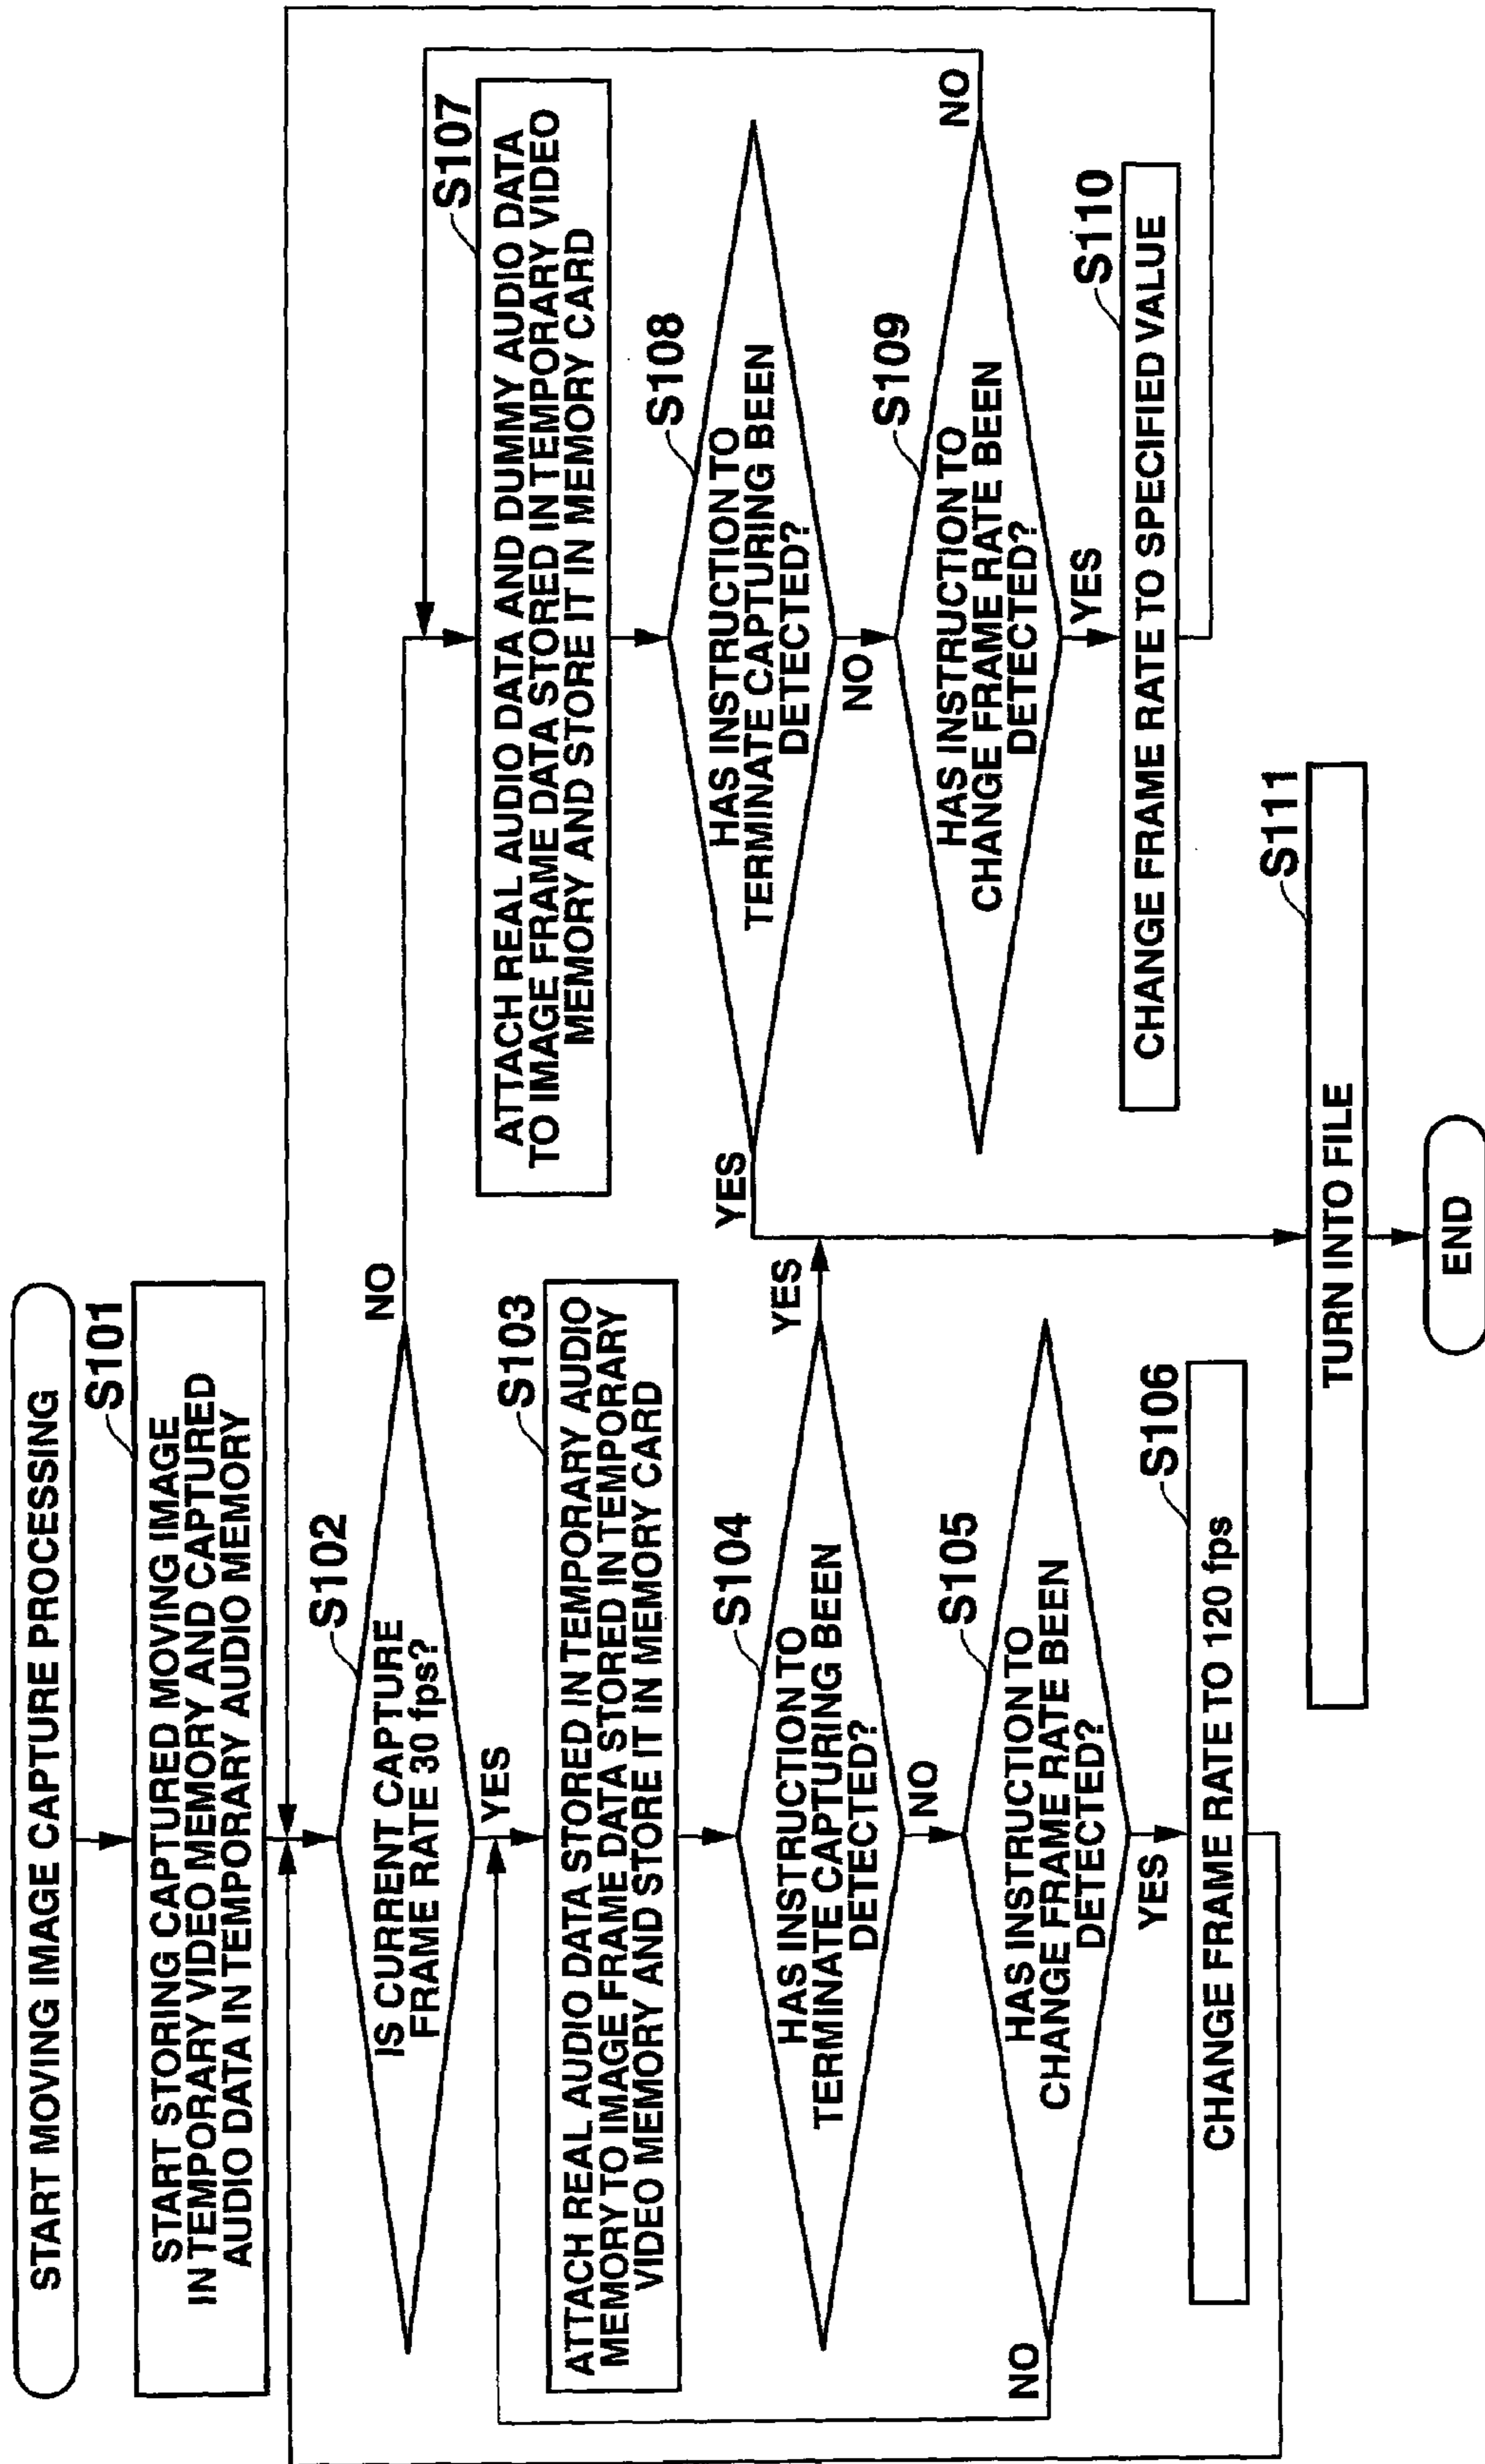 START MOVING IMAGE CAPTURE PROCESSING
S101
START STORING CAPTURED MOVING IMAGE
IN TEMPORARY VIDEO MEMORY AND CAPTURED
AUDIO DATA IN TEMPORARY AUDIO MEMORY
S102
IS CURRENT CAPTURE
FRAME RATE 30 fps?
NO
YES
S103
ATTACH REAL AUDIO DATA STORED IN TEMPORARY AUDIO
MEMORY TO IMAGE FRAME DATA STORED IN TEMPORARY
VIDEO MEMORY AND STORE IT IN MEMORY CARD
S104
HAS INSTRUCTION TO
TERMINATE CAPTURING BEEN
DETECTED?
YES
NO
S105
HAS INSTRUCTION TO
CHANGE FRAME RATE BEEN
DETECTED?
NO
YES
S106
CHANGE FRAME RATE TO 120 fps
S107
ATTACH REAL AUDIO DATA AND DUMMY AUDIO DATA
TO IMAGE FRAME DATA STORED IN TEMPORARY VIDEO
MEMORY AND STORE IT IN MEMORY CARD
S108
HAS INSTRUCTION TO
TERMINATE CAPTURING BEEN
DETECTED?
YES
NO
S109
HAS INSTRUCTION TO
CHANGE FRAME RATE BEEN
DETECTED?
NO
YES
S110
CHANGE FRAME RATE TO SPECIFIED VALUE
S111
TURN INTO FILE
END